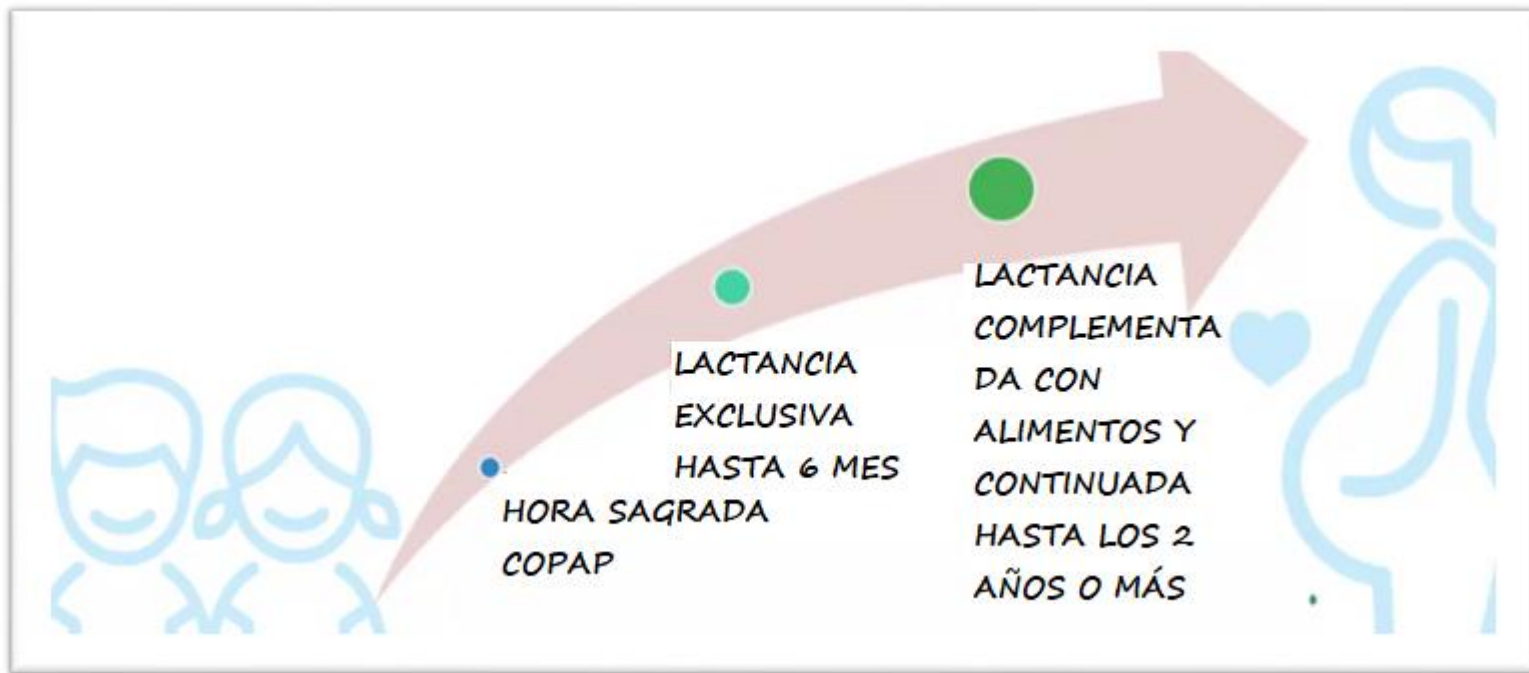 HORA SAGRADA
COPAP
LACTANCIA
EXCLUSIVA
HASTA 6 MES
LACTANCIA
COMPLEMENTA
DA CON
ALIMENTOS Y
CONTINUADA
HASTA LOS 2
AÑOS O MÁS